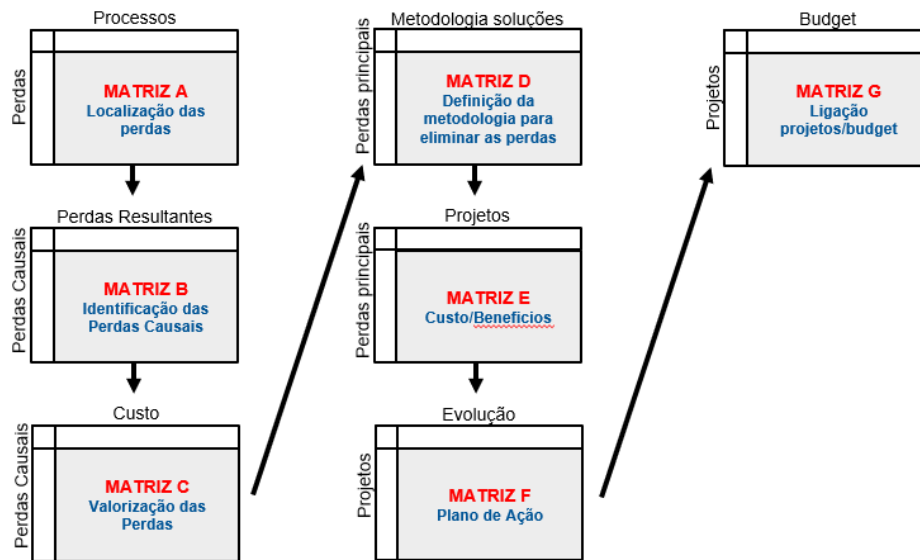 Processos
Perdas
MATRIZ A
Localização das
perdas
Perdas Resultantes
Perdas Causais
MATRIZ B
Identificação das
Perdas Causais
Custo
Perdas Causais
MATRIZ C
Valorização das
Perdas
Metodologia soluções
Perdas principais
MATRIZ D
Definição da
metodologia para
eliminar as perdas
Projetos
Perdas principais
MATRIZ E
Custo/Beneficios
Evolução
Projetos
MATRIZ F
Plano de Ação
Budget
Projetos
MATRIZ G
Ligação
projetos/budget